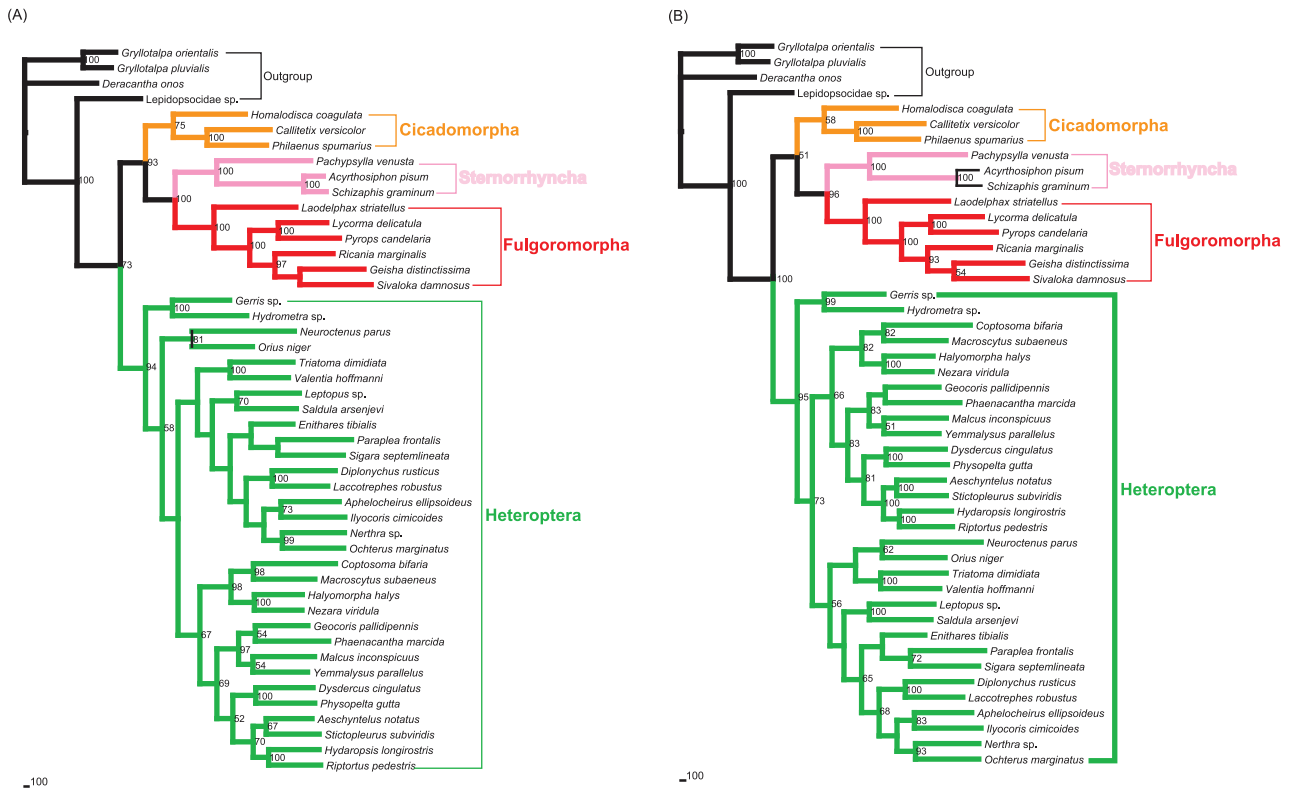 (A)
Gryllotalpa orientalis
100
Gryllotalpa pluvialis
Outgroup
Deracantha onos
Lepidopsocidae sp.
100
Homalodisca coagulata
75
Callitetix versicolor
Cicadomorpha
100
Philaenus spumarius
93
Pachypsylla venusta
100
Acyrthosiphon pisum
Sternorrhyncha
100
Schizaphis graminum
100
Laodelphax striatellus
100
Lycorma delicatula
100
Pyrops candelaria
100
Fulgoromorpha
Ricania marginalis
97
Geisha distinctissima
Sivaloka damnosus
73
Gerris sp.
100
Hydrometra sp.
94
Neuroctenus parus
81
Orius niger
58
Triatoma dimidiata
100
Valentia hoffmanni
Leptopus sp.
70
Saldula arsenjevi
Enithares tibialis
Paraplea frontalis
Sigara septemlineata
Diplonychus rusticus
100
Laccotrephes robustus
Aphelocheirus ellipsoideus
73
Ilyocoris cimicoides
Heteroptera
Nerthra sp.
99
Ochterus marginatus
Coptosoma bifaria
98
Macroscytus subaeneus
98
Halyomorpha halys
100
Nezara viridula
67
Geocoris pallidipennis
54
Phaenacantha marcida
97
Malcus inconspicuus
54
Yemmalysus parallelus
69
Dysdercus cingulatus
100
Physopelta gutta
52
Aeschyntelus notatus
67
Stictopleurus subviridis
70
Hydaropsis longirostris
100
Riptortus pedestris
100
(B)
Gryllotalpa orientalis
100
Gryllotalpa pluvialis
Outgroup
Deracantha onos
Lepidopsocidae sp.
100
Homalodisca coagulata
58
Callitetix versicolor
Cicadomorpha
100
Philaenus spumarius
51
Pachypsylla venusta
100
Acyrthosiphon pisum
Sternorrhyncha
100
Schizaphis graminum
96
Laodelphax striatellus
100
Lycorma delicatula
100
Pyrops candelaria
100
Fulgoromorpha
Ricania marginalis
93
Geisha distinctissima
54
Sivaloka damnosus
100
Gerris sp.
99
Hydrometra sp.
95
Coptosoma bifaria
82
Macroscytus subaeneus
82
Halyomorpha halys
100
Nezara viridula
66
Geocoris pallidipennis
Phaenacantha marcida
83
Malcus inconspicuus
51
Yemmalysus parallelus
83
Dysdercus cingulatus
100
Physopelta gutta
81
Aeschyntelus notatus
100
Stictopleurus subviridis
100
Hydaropsis longirostris
100
Riptortus pedestris
73
Heteroptera
Neuroctenus parus
62
Orius niger
Triatoma dimidiata
100
Valentia hoffmanni
56
Leptopus sp.
100
Saldula arsenjevi
Enithares tibialis
Paraplea frontalis
72
Sigara septemlineata
65
Diplonychus rusticus
100
Laccotrephes robustus
68
Aphelocheirus ellipsoideus
83
Ilyocoris cimicoides
Nerthra sp.
93
Ochterus marginatus
100